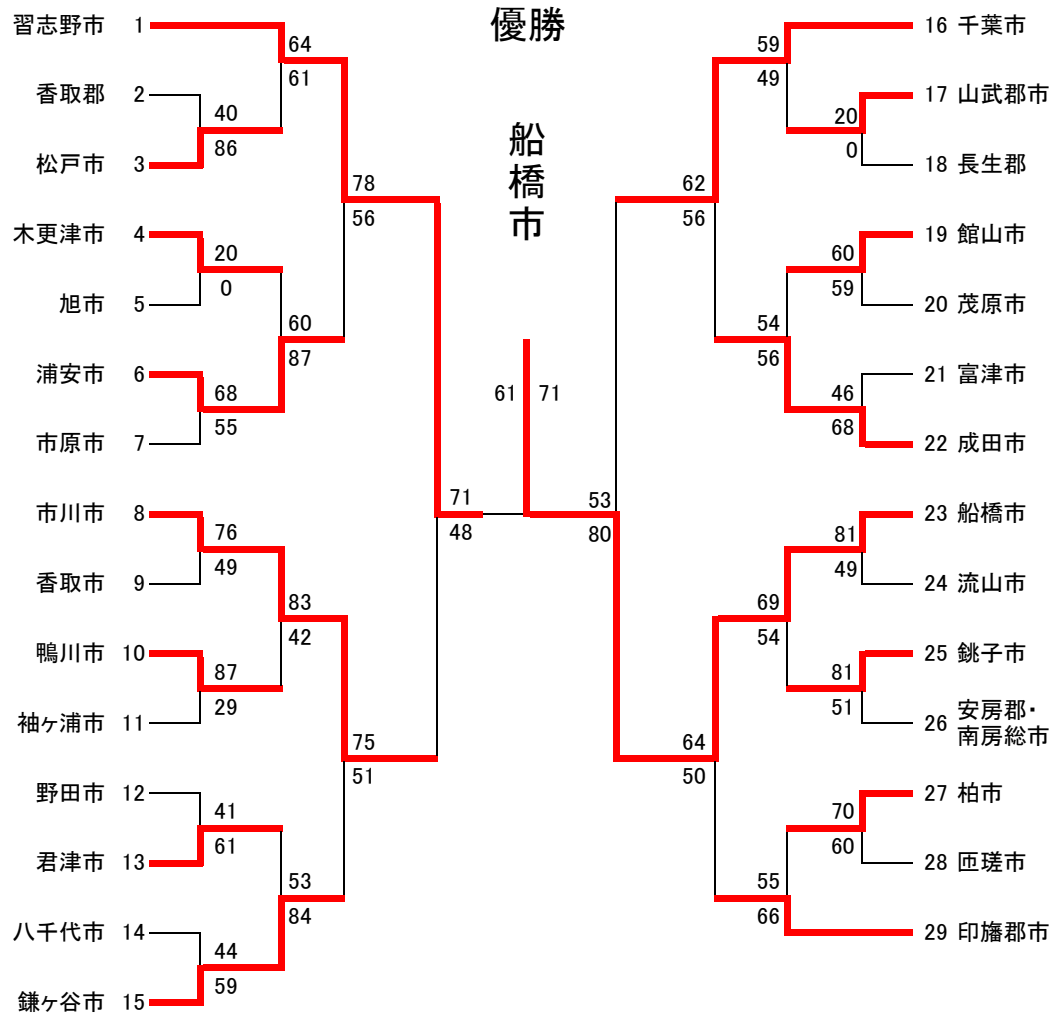 優勝
船橋市
習志野市 1
香取郡 2
松戸市 3
木更津市 4
旭市 5
浦安市 6
市原市 7
市川市 8
香取市 9
鴨川市 10
袖ヶ浦市 11
野田市 12
君津市 13
八千代市 14
鎌ヶ谷市 15
64
61
40
86
78
56
20
0
60
87
68
55
71
48
76
49
83
42
87
29
75
51
41
61
53
84
44
59
61 71
59
49
20
0
62
56
60
59
54
56
46
68
53
80
81
49
69
54
81
51
64
50
70
60
55
66
16 千葉市
17 山武郡市
18 長生郡
19 館山市
20 茂原市
21 富津市
22 成田市
23 船橋市
24 流山市
25 銚子市
26 安房郡・
南房総市
27 柏市
28 匝瑳市
29 印旛郡市